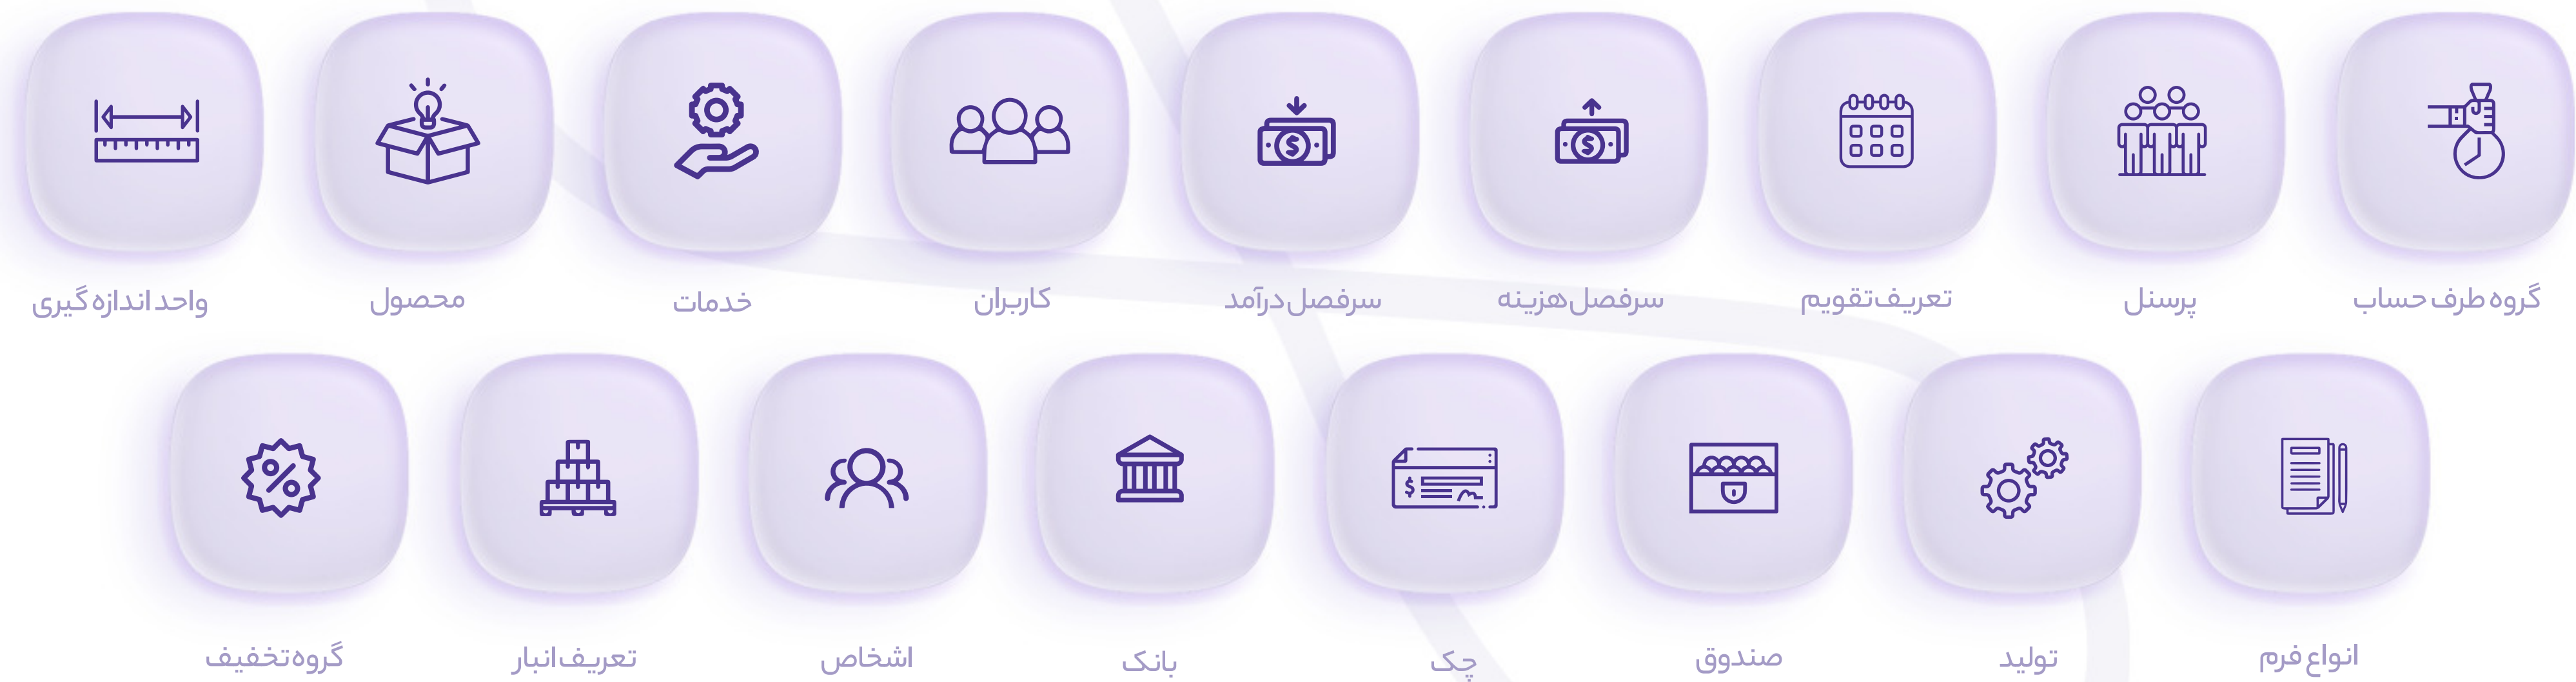 گروه طرف حساب
پرسنل
تعریف تقویم
سرفصل هزینه
سرفصل درآمد
کاربران
خدمات
محصول
واحد اندازه گیری
انواع فرم
تولید
صندوق
چک
بانک
اشخاص
تعریف انبار
گروه تخفیف